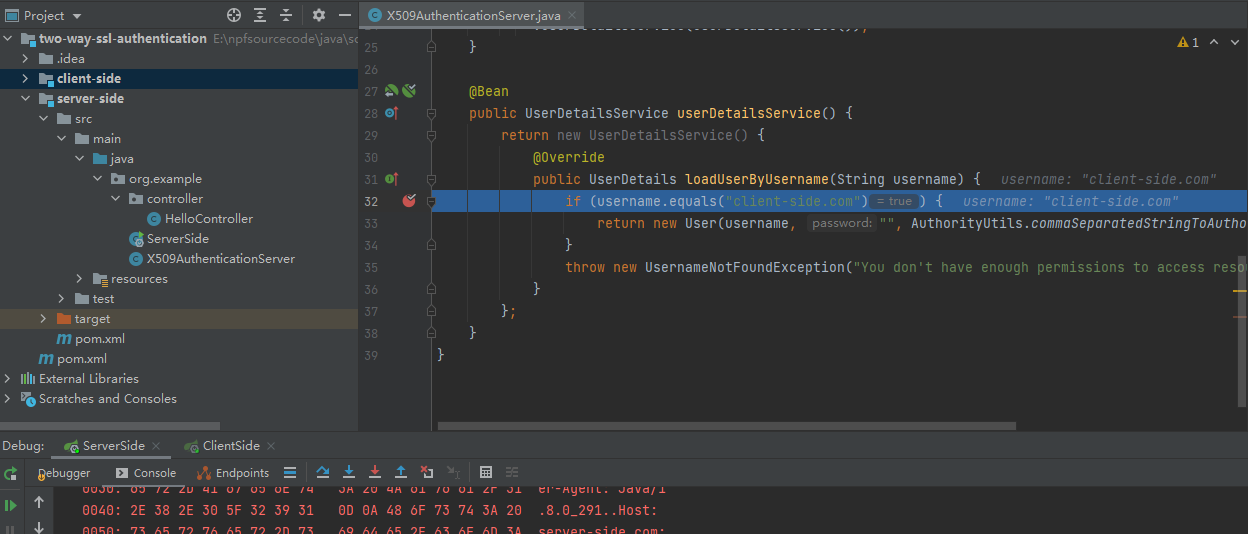 Project
two-way-ssl-authentication E:\npfsourcecode\java\so
.idea
client-side
server-side
src
main
java
org.example
controller
HelloController
ServerSide
X509AuthenticationServer
resources
test
target
pom.xml
pom.xml
External Libraries
Scratches and Consoles
X509AuthenticationServer.java
1
25 }
26
27 @Bean
28 public UserDetailsService userDetailsService() {
29 return new UserDetailsService() {
30 @Override
31 public UserDetails loadUserByUsername(String username) { username: "client-side.com"
32 if (username.equals("client-side.com") = true ) { username: "client-side.com"
33 return new User(username, password: "", AuthorityUtils.commaSeparatedStringToAutho
34 }
35 throw new UsernameNotFoundException("You don't have enough permissions to access reso
36 }
37 };
38 }
39 }
Debug: ServerSide ClientSide
Debugger Console Endpoints
0030: 65 72 2D 41 67 65 6E 74 3A 20 4A 61 76 61 2F 31 er-Agent: Java/1
0040: 2E 38 2E 30 5F 32 39 31 0D 0A 48 6F 73 74 3A 20 .8.0_291..Host:
0050: 73 65 72 76 65 72 2D 73 69 64 65 2E 63 6F 6D 3A server-side.com: